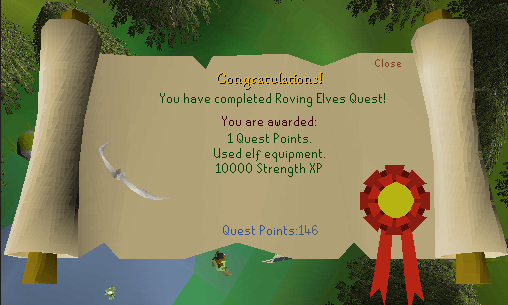 Close
Congratulations!
You have completed Roving Elves Quest!
You are awarded:
1 Quest Points.
Used elf equipment.
10000 Strength XP
Quest Points:146